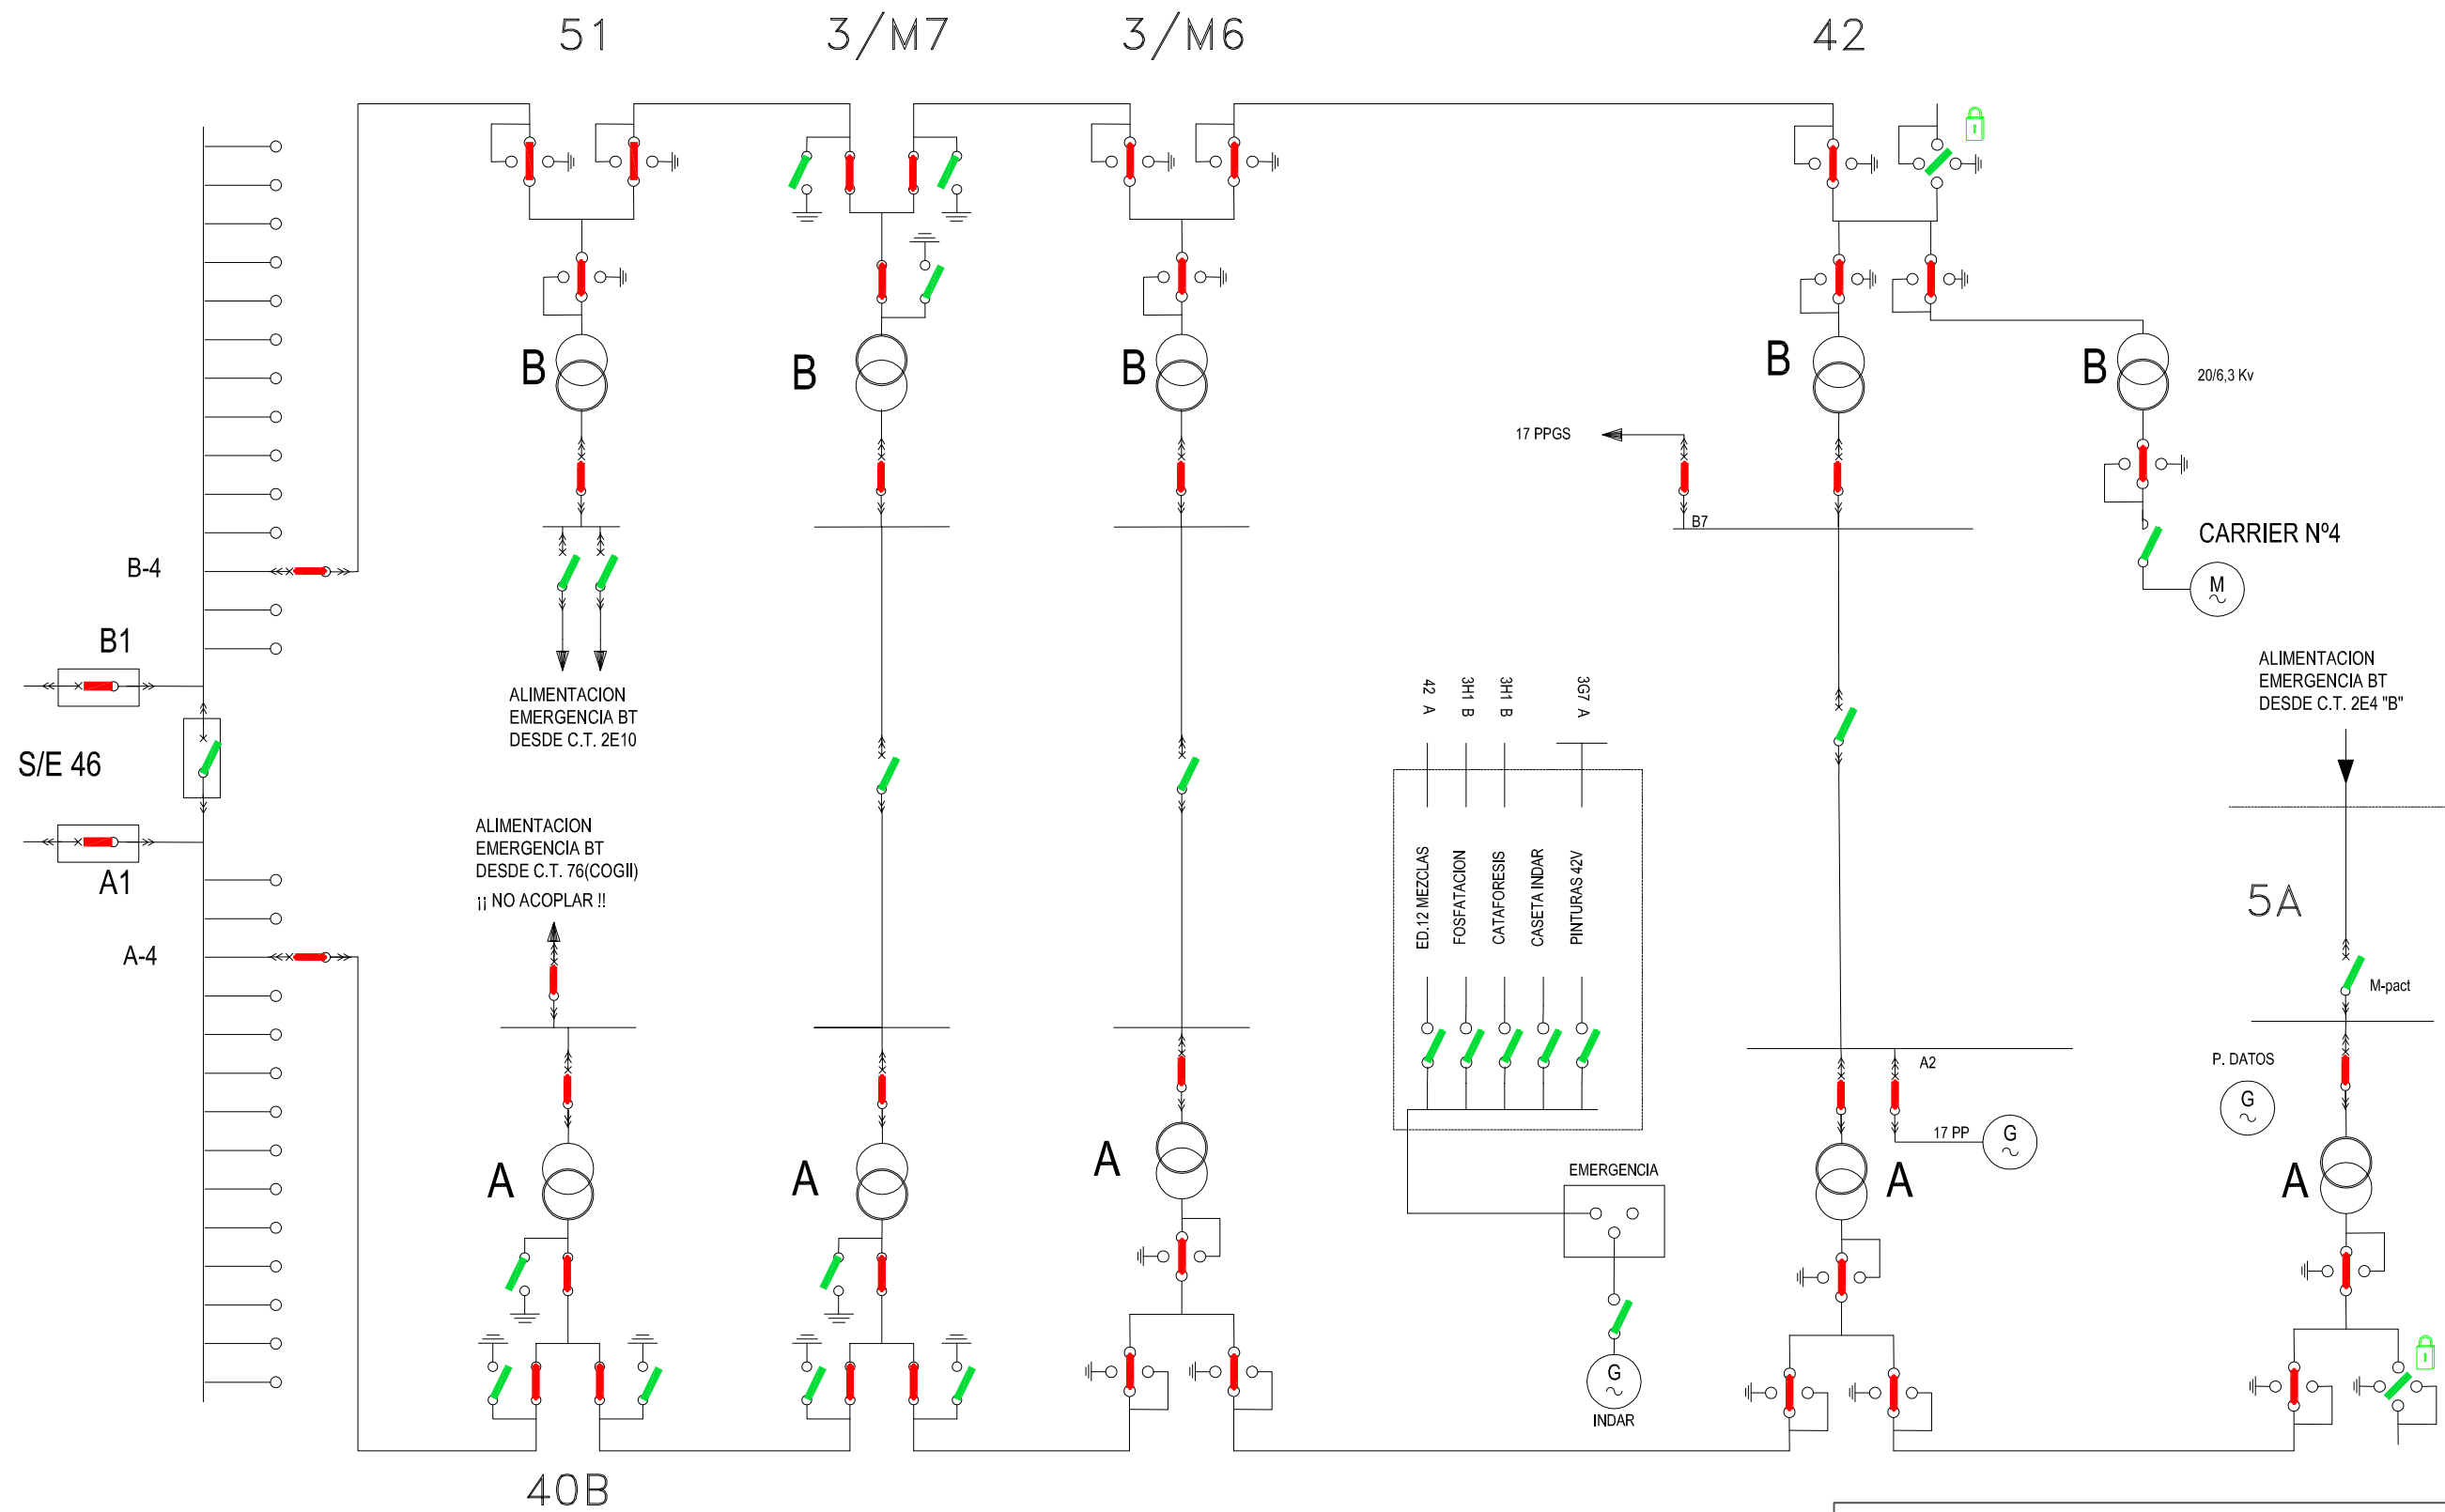 51
3/M7
3/M6
42
B
B
B
B
B
20/6,3 Kv
17 PPGS
B7
CARRIER Nº4
M
B-4
B1
S/E 46
A1
A-4
ALIMENTACION
EMERGENCIA BT
DESDE C.T. 2E10
ALIMENTACION
EMERGENCIA BT
DESDE C.T. 76(COGII)
¡¡ NO ACOPLAR !!
42 A
3H1 B
3H1 B
3G7 A
ED.12 MEZCLAS
FOSFATACION
CATAFORESIS
CASETA INDAR
PINTURAS 42V
ALIMENTACION
EMERGENCIA BT
DESDE C.T. 2E4 "B"
5A
M-pact
P. DATOS
G
A2
17 PP
G
A
A
A
A
A
EMERGENCIA
G
INDAR
40B